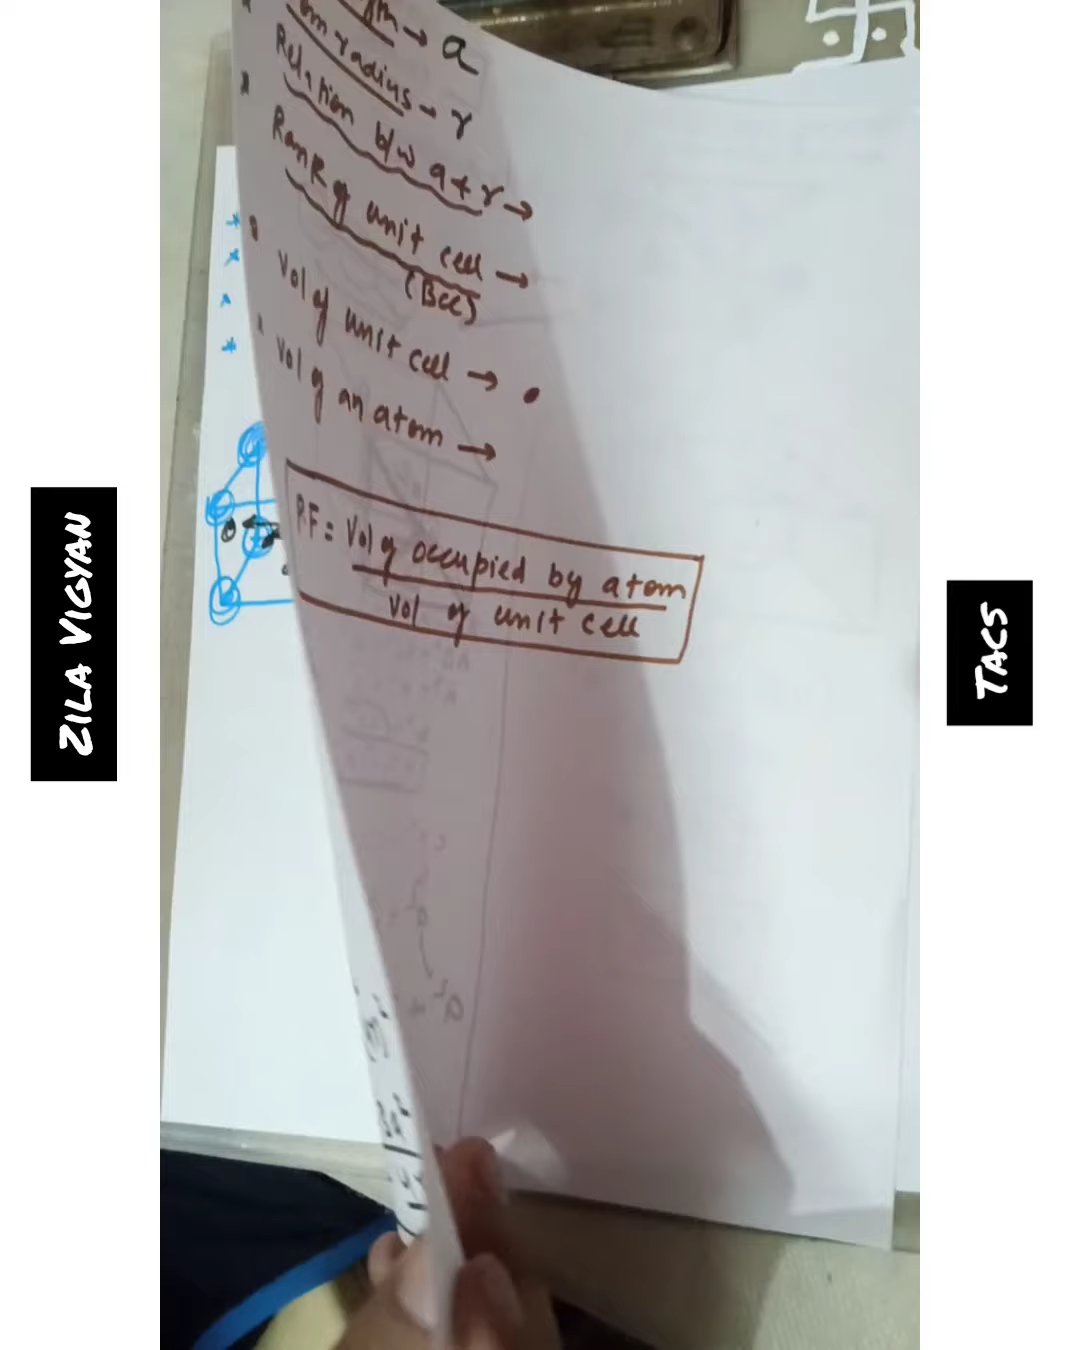 → a
radius - r
Relation b/w a + r →
Rank of unit cell →
(Bcc)
Vol of unit cell →
Vol of an atom →
P.F = Vol of occupied by atom
Vol of unit cell
ZILA VIGYAN
TACS